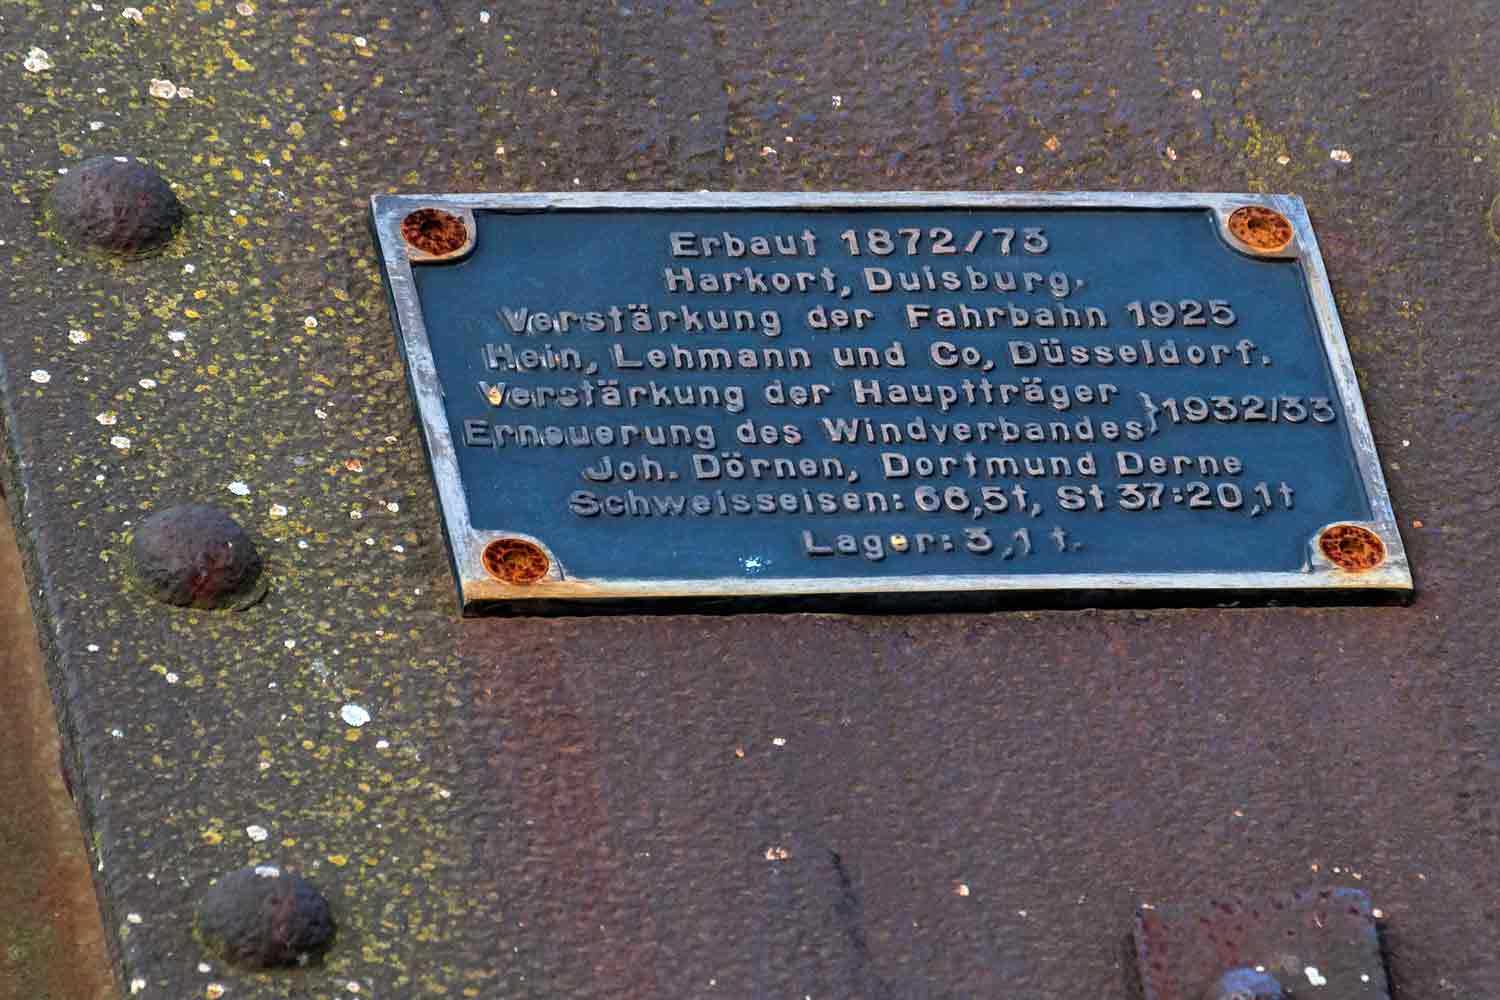 Erbaut 1872/73
Harkort, Duisburg.
Verstärkung der Fahrbahn 1925
Hein, Lehmann und Co, Düsseldorf.
Verstärkung der Hauptträger
Erneuerung des Windverbandes } 1932/33
Joh. Dörnen, Dortmund Derne
Schweisseisen: 66,5t, St 37:20,1t
Lager: 3,1 t.